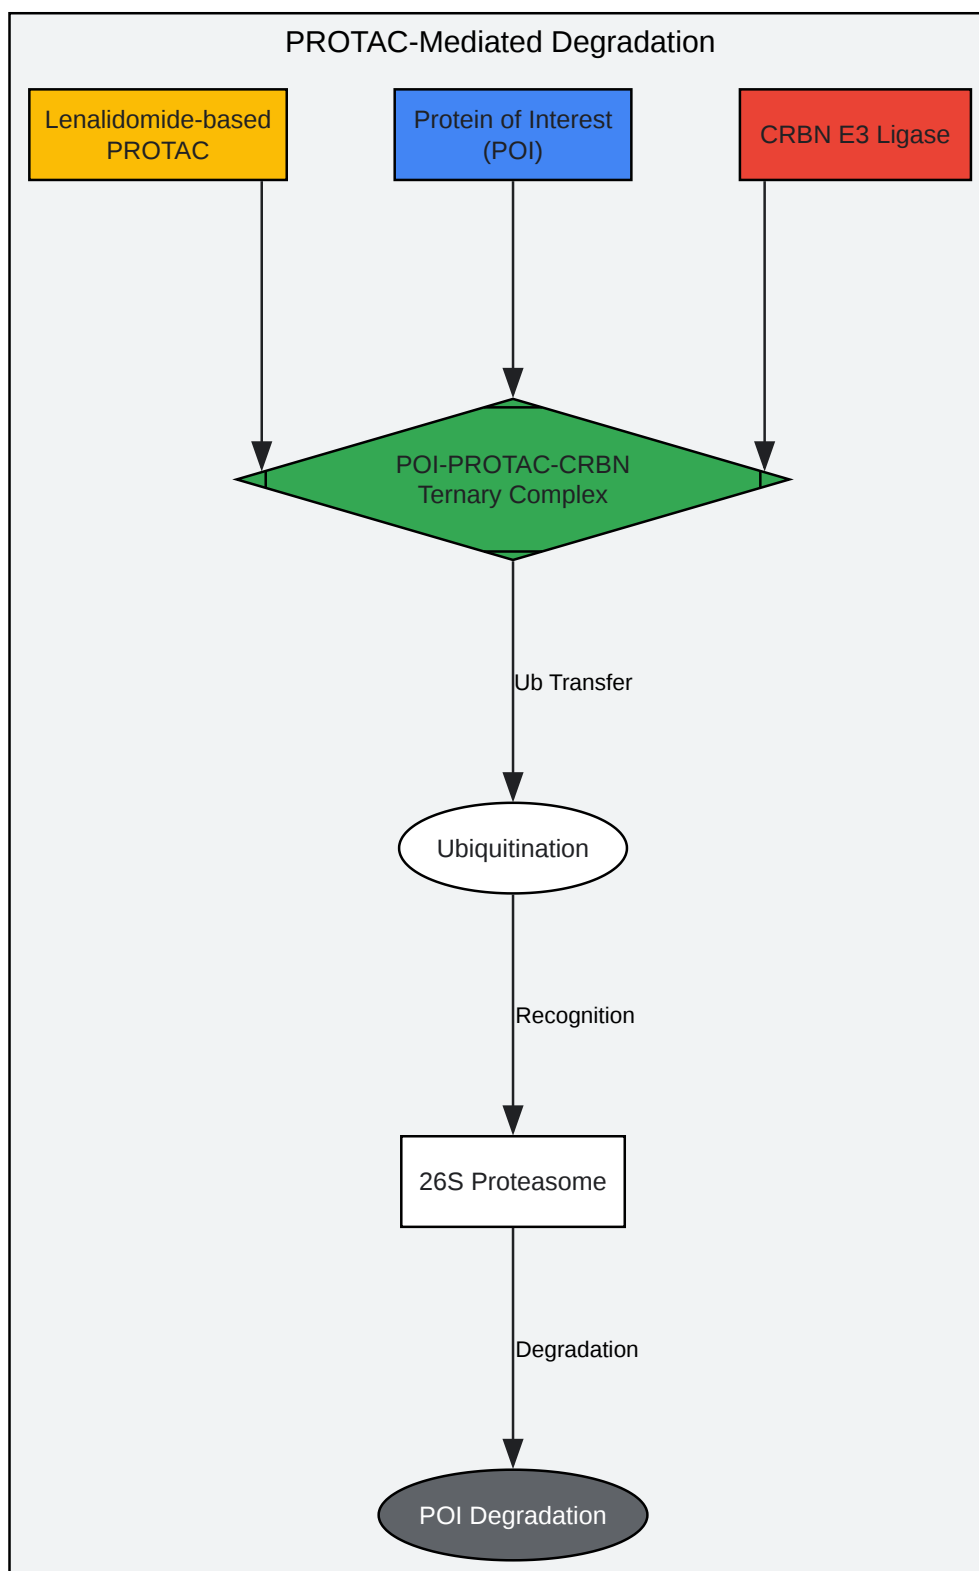 PROTAC-Mediated Degradation
Lenalidomide-based
PROTAC
Protein of Interest
(POI)
CRBN E3 Ligase
POI-PROTAC-CRBN
Ternary Complex
Ub Transfer
Ubiquitination
Recognition
26S Proteasome
Degradation
POI Degradation